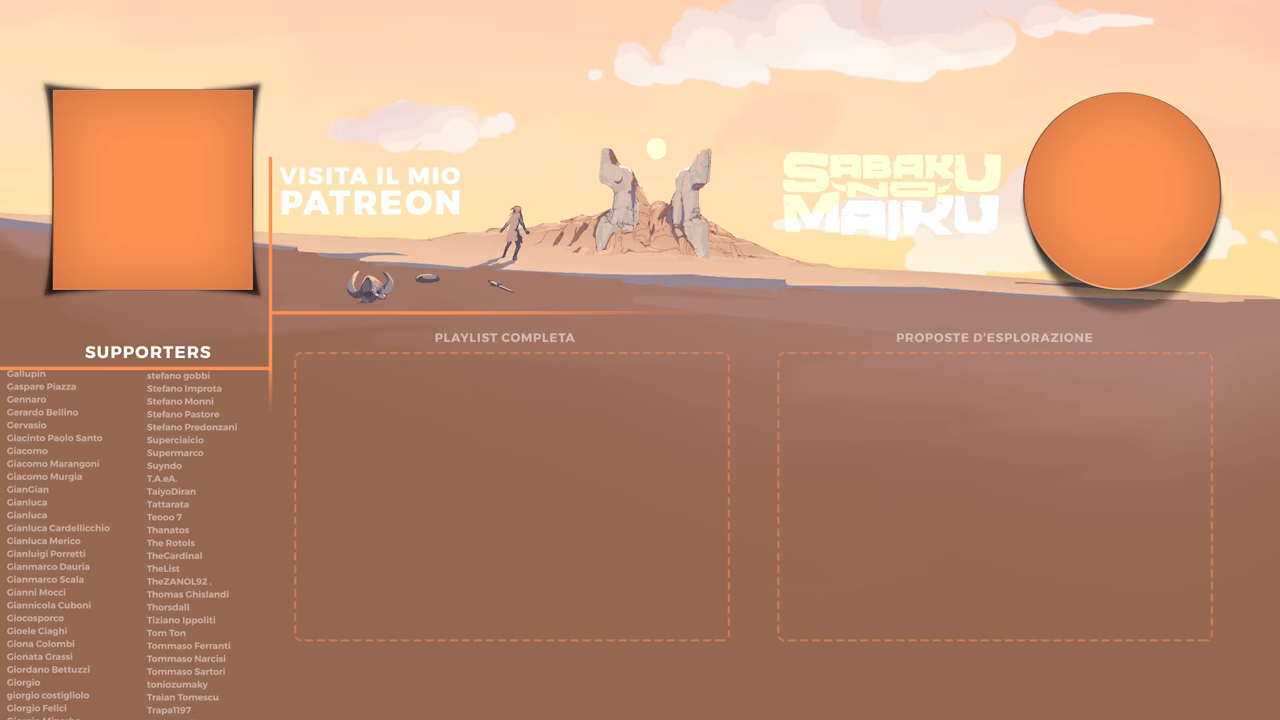 VISITA IL MIO
PATREON
SABAKU
NO
MAIKU
SUPPORTERS
Gallupin
Gaspare Piazza
Gennaro
Gerardo Bellino
Gervasio
Giacinto Paolo Santo
Giacomo
Giacomo Marangoni
Giacomo Murgia
GianGian
Gianluca
Gianluca
Gianluca Cardellicchio
Gianluca Merico
Gianluigi Porretti
Gianmarco Dauria
Gianmarco Scala
Gianni Mocci
Giannicola Cuboni
Giocosporco
Gioele Ciaghi
Giona Colombi
Gionata Grassi
Giordano Bettuzzi
Giorgio
giorgio costigliolo
Giorgio Felici
stefano gobbi
Stefano Improta
Stefano Monni
Stefano Pastore
Stefano Predonzani
Superciaicio
Supermarco
Suyndo
T.A.eA.
TaiyoDiran
Tattarata
Teooo 7
Thanatos
The Rotols
TheCardinal
TheList
TheZANOL92 .
Thomas Ghislandi
Thorsdall
Tiziano Ippoliti
Tom Ton
Tommaso Ferranti
Tommaso Narcisi
Tommaso Sartori
toniozumaky
Traian Tomescu
Trapa1197
PLAYLIST COMPLETA
PROPOSTE D'ESPLORAZIONE